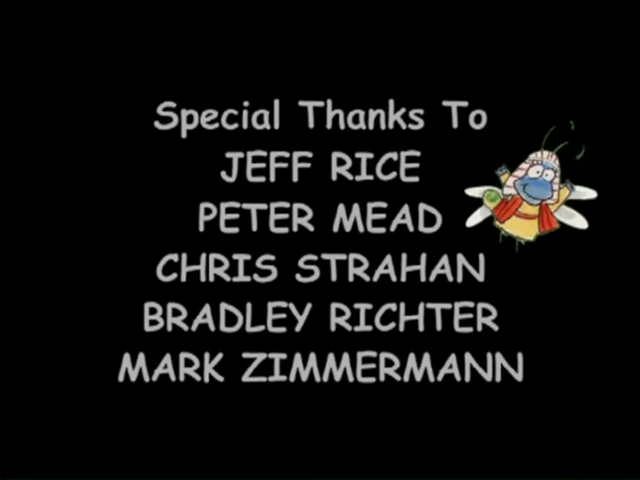 Special Thanks To
JEFF RICE
PETER MEAD
CHRIS STRAHAN
BRADLEY RICHTER
MARK ZIMMERMANN